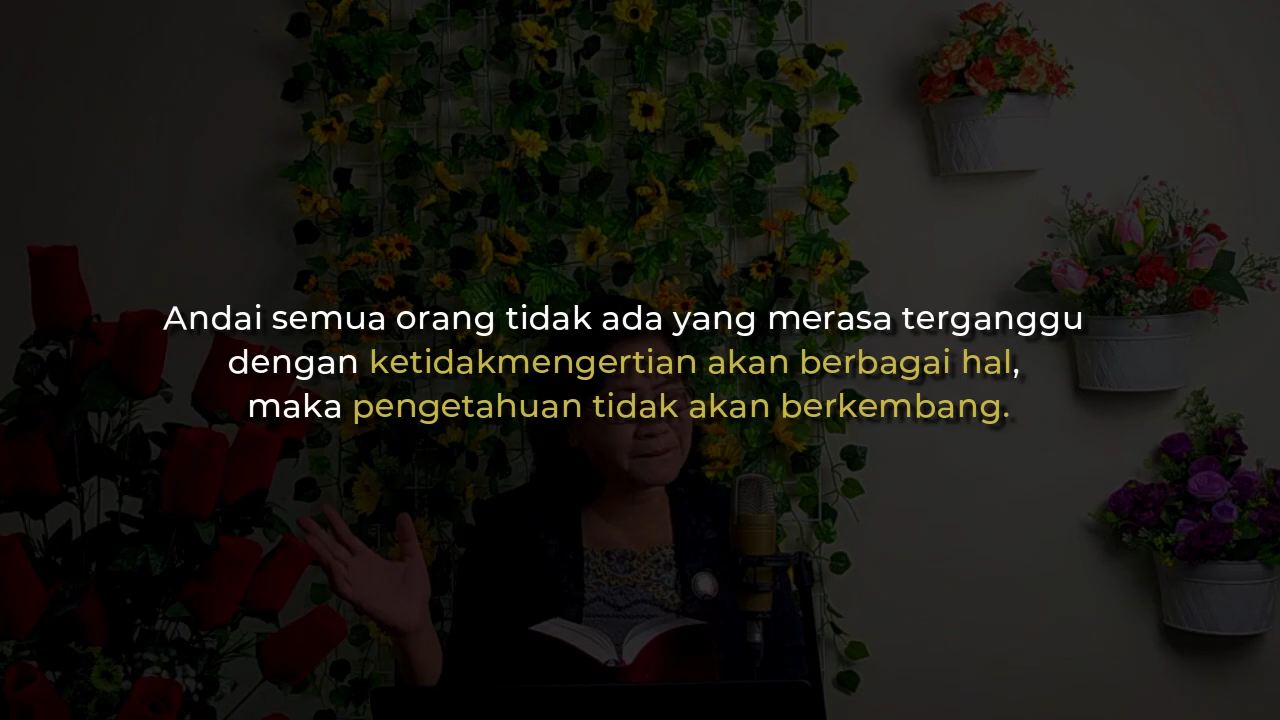 Andai semua orang tidak ada yang merasa terganggu
dengan ketidakmengertian akan berbagai hal,
maka pengetahuan tidak akan berkembang.